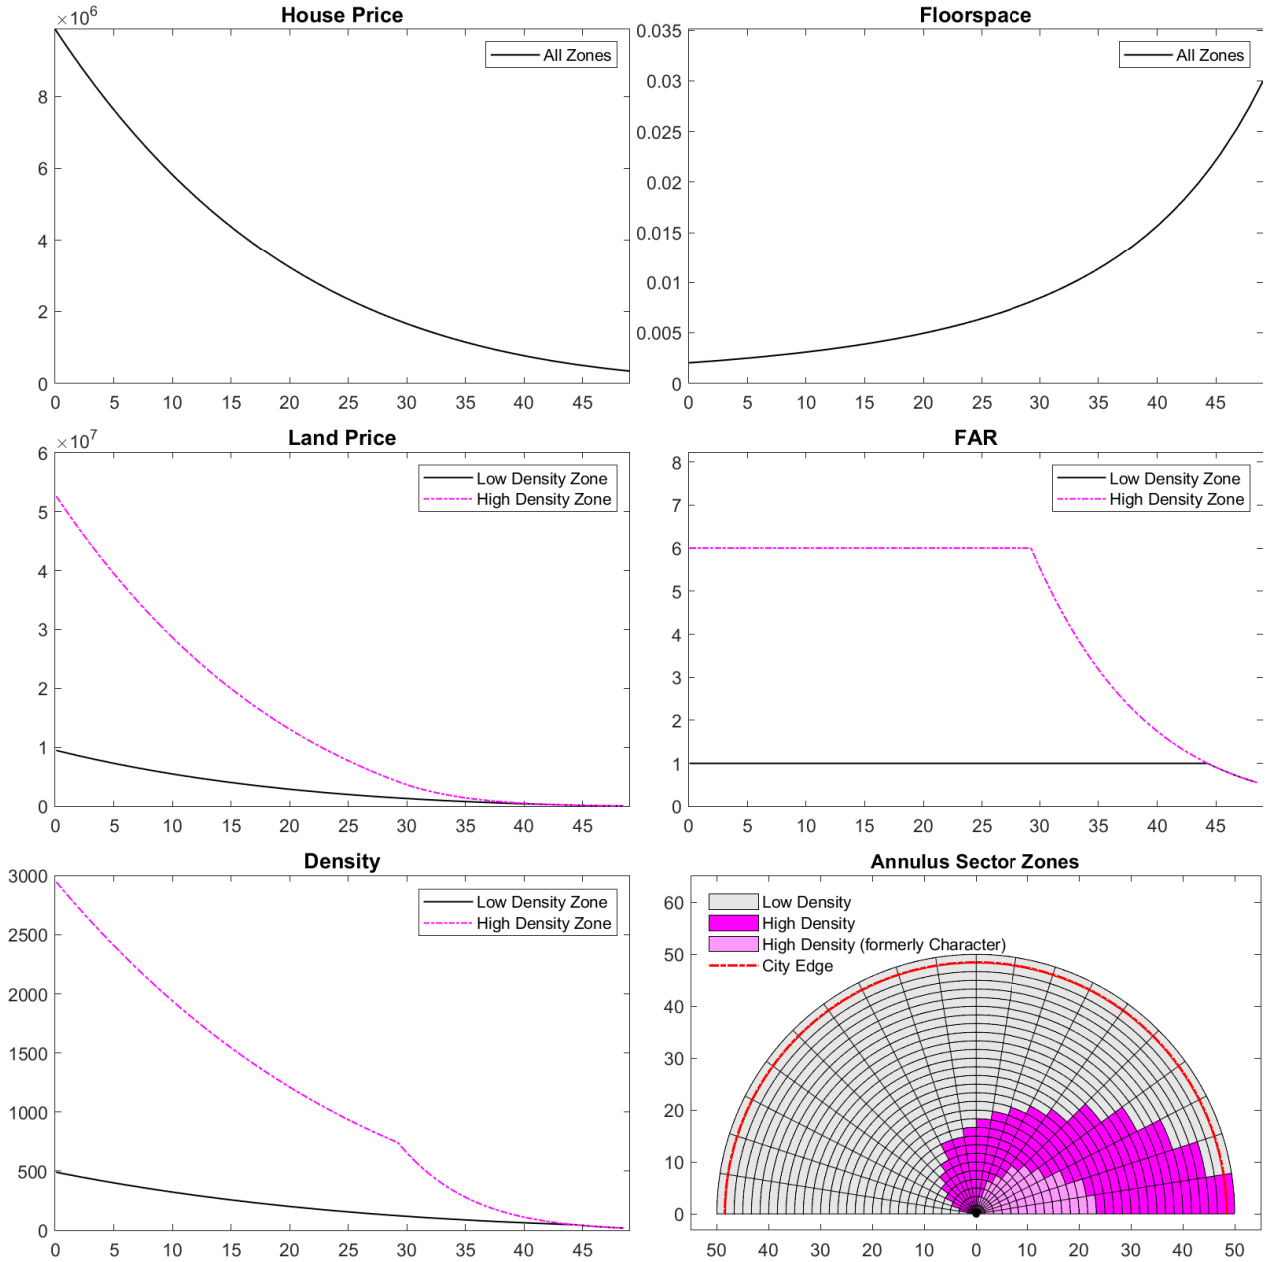 House Price
×10⁶
All Zones
8
6
4
2
0
0 5 10 15 20 25 30 35 40 45
Floorspace
All Zones
0.035
0.03
0.025
0.02
0.015
0.01
0.005
0
0 5 10 15 20 25 30 35 40 45
Land Price
×10⁷
Low Density Zone
High Density Zone
6
5
4
3
2
1
0
0 5 10 15 20 25 30 35 40 45
FAR
Low Density Zone
High Density Zone
8
7
6
5
4
3
2
1
0
0 5 10 15 20 25 30 35 40 45
Density
Low Density Zone
High Density Zone
3000
2500
2000
1500
1000
500
0
0 5 10 15 20 25 30 35 40 45
Annulus Sector Zones
Low Density
High Density
High Density (formerly Character)
City Edge
60
50
40
30
20
10
0
50 40 30 20 10 0 10 20 30 40 50